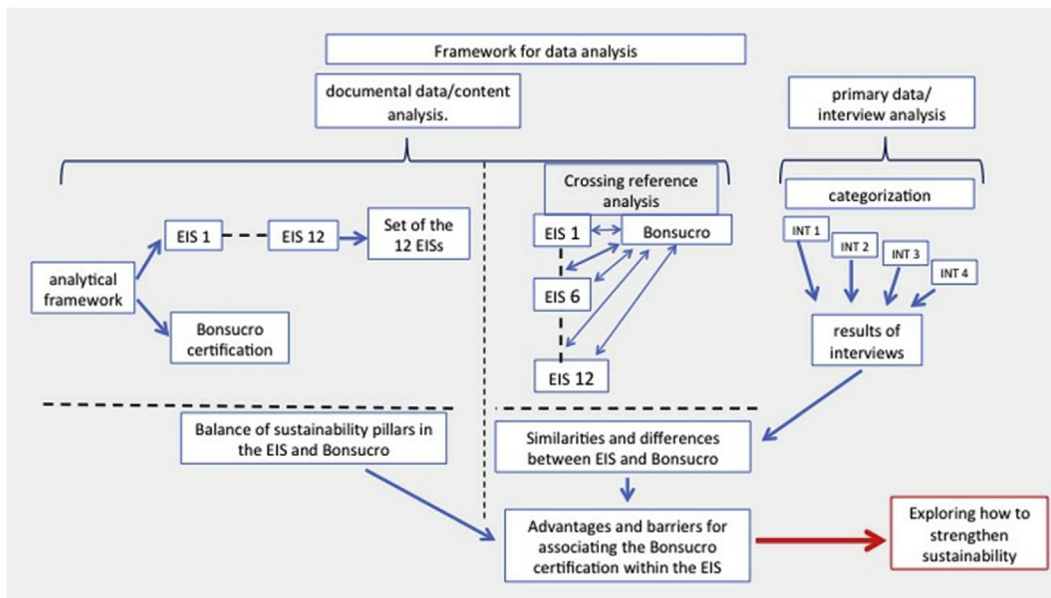 Framework for data analysis
documental data/content
analysis.
primary data/
interview analysis
Crossing reference
analysis
categorization
EIS 1
EIS 12
Set of the
12 EISs
analytical
framework
Bonsucro
certification
EIS 1
Bonsucro
EIS 6
EIS 12
INT 1
INT 2
INT 3
INT 4
results of
interviews
Balance of sustainability pillars in
the EIS and Bonsucro
Similarities and differences
between EIS and Bonsucro
Advantages and barriers for
associating the Bonsucro
certification within the EIS
Exploring how to
strengthen
sustainability